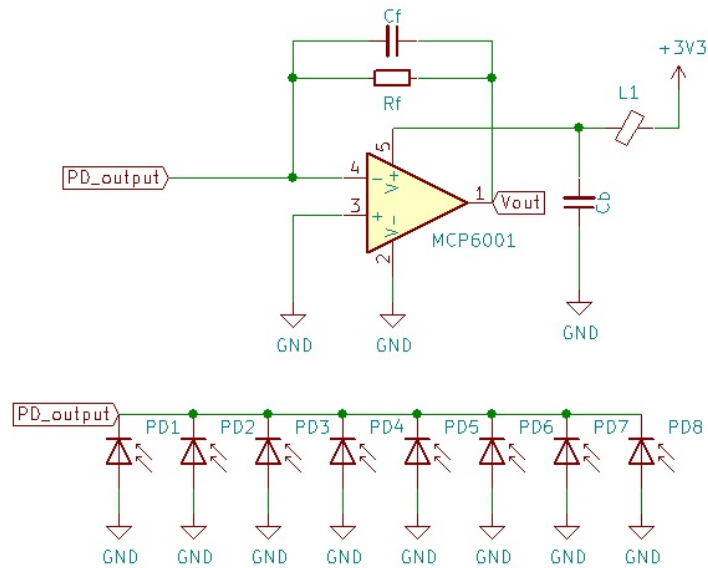 Cf
+3V3
Rf
L1
PD_output
4
5
V+
-
3
+
V-
2
1
Vout
MCP6001
Cb
GND
GND
GND
PD_output
PD1
PD2
PD3
PD4
PD5
PD6
PD7
PD8
GND
GND
GND
GND
GND
GND
GND
GND